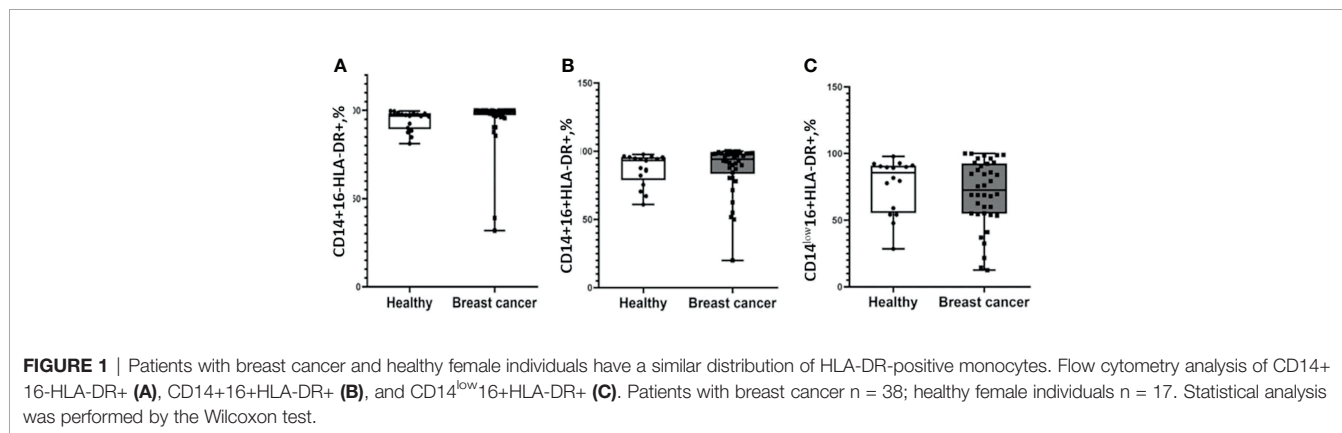 A
CD14+16-HLA-DR+,%
00
50
0
Healthy
Breast cancer
B
CD14+16+HLA-DR+,%
150
100
50
0
Healthy
Breast cancer
C
CD14low16+HLA-DR+,%
150
100
50
0
Healthy
Breast cancer
FIGURE 1 | Patients with breast cancer and healthy female individuals have a similar distribution of HLA-DR-positive monocytes. Flow cytometry analysis of CD14+
16-HLA-DR+ (A), CD14+16+HLA-DR+ (B), and CD14low16+HLA-DR+ (C). Patients with breast cancer n = 38; healthy female individuals n = 17. Statistical analysis
was performed by the Wilcoxon test.